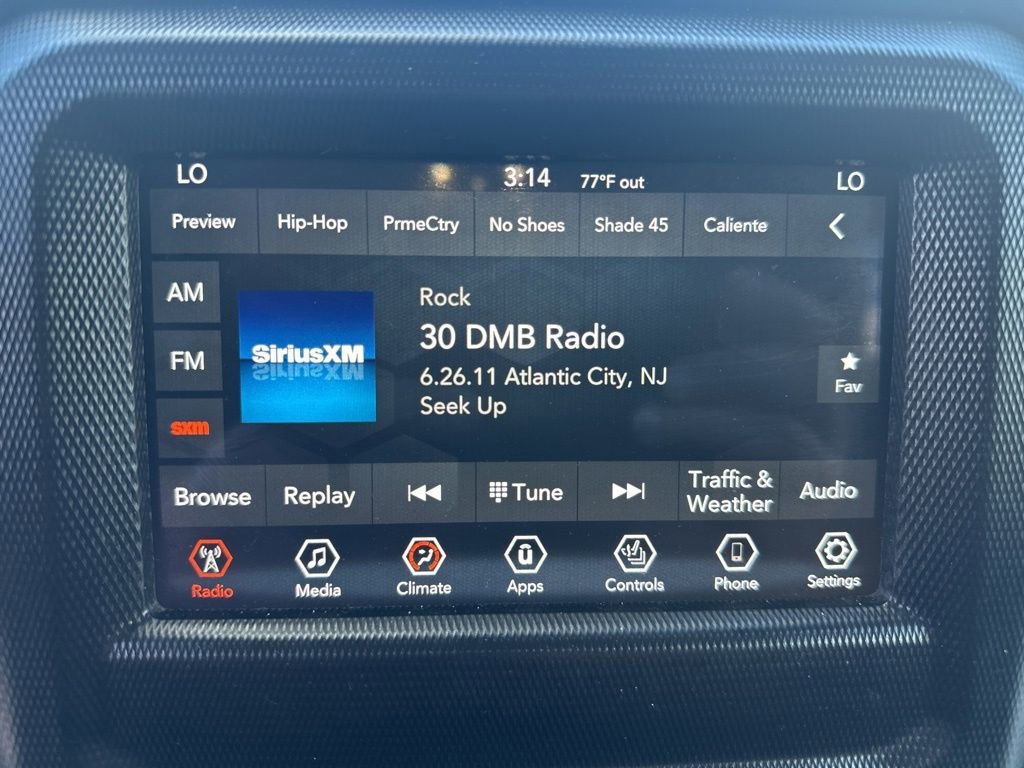 LO 3:14 77°F out LO
Preview Hip-Hop PrmeCtry No Shoes Shade 45 Caliente
AM
FM
sxm
SiriusXM
Rock
30 DMB Radio
6.26.11 Atlantic City, NJ
Seek Up
Fav
Browse Replay Tune Traffic & Weather Audio
Radio Media Climate Apps Controls Phone Settings